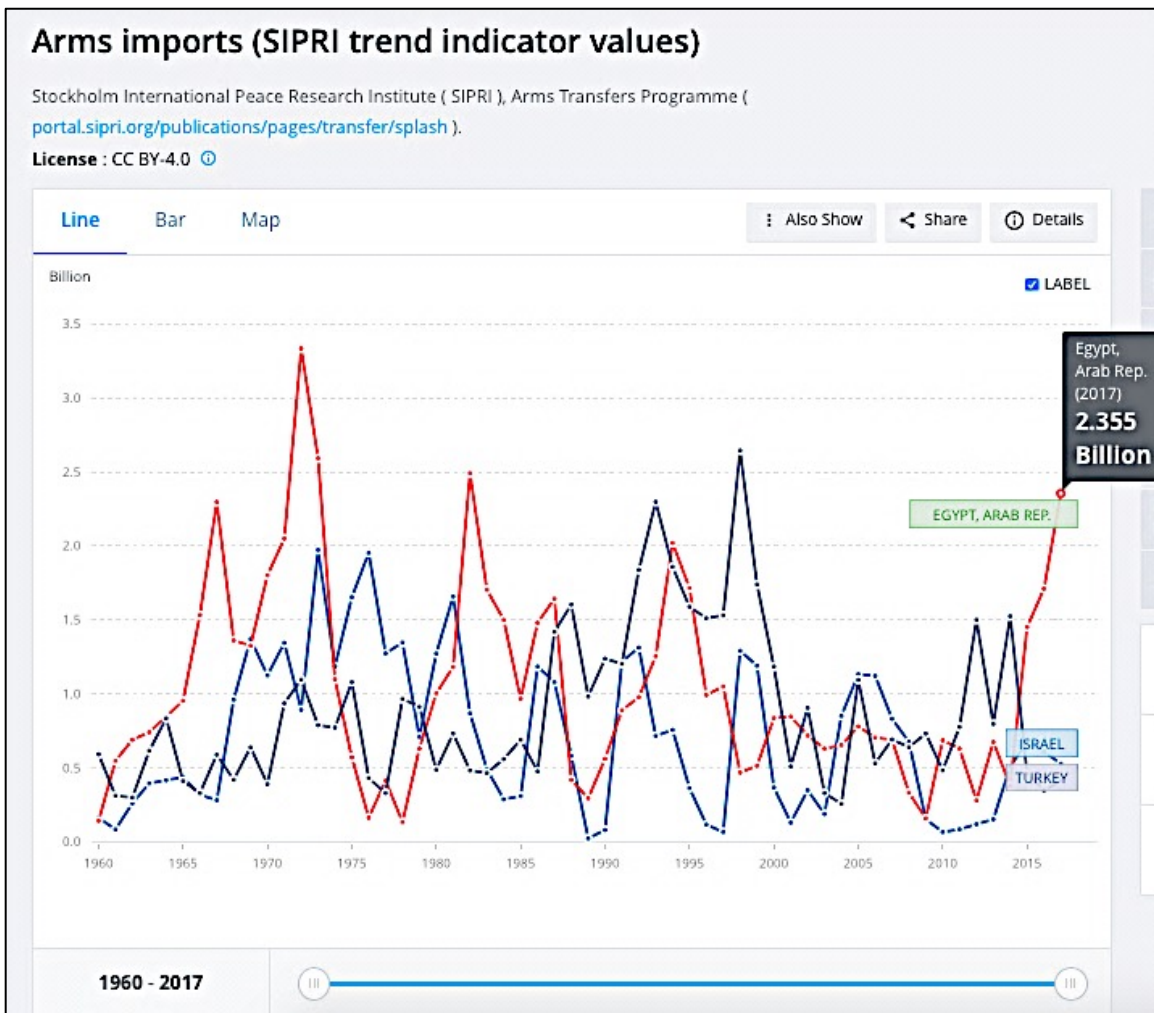 Arms imports (SIPRI trend indicator values)
Stockholm International Peace Research Institute ( SIPRI ), Arms Transfers Programme (
portal.sipri.org/publications/pages/transfer/splash ).
License : CC BY-4.0
Line Bar Map Also Show Share Details
Billion
LABEL
3.5
3.0
2.5
2.0
1.5
1.0
0.5
0.0
Egypt,
Arab Rep.
(2017)
2.355
Billion
EGYPT, ARAB REP.
ISRAEL
TURKEY
1960 1965 1970 1975 1980 1985 1990 1995 2000 2005 2010 2015
1960 - 2017